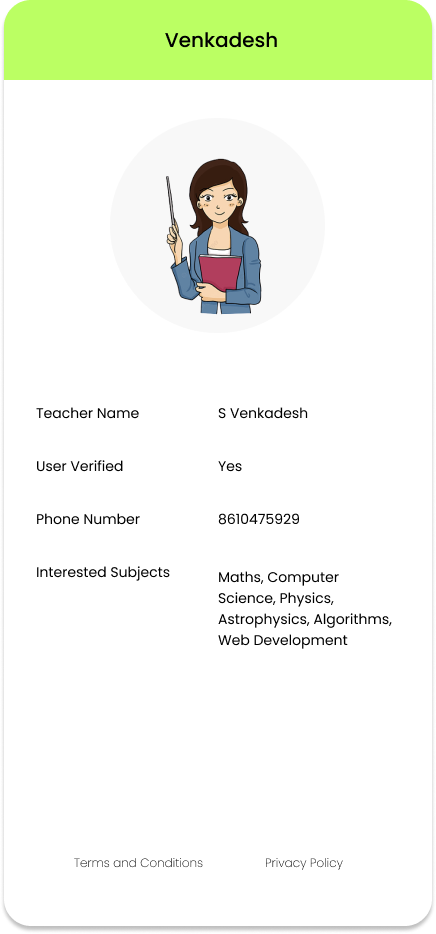 Venkadesh
Teacher Name S Venkadesh
User Verified Yes
Phone Number 8610475929
Interested Subjects Maths, Computer
Science, Physics,
Astrophysics, Algorithms,
Web Development
Terms and Conditions Privacy Policy